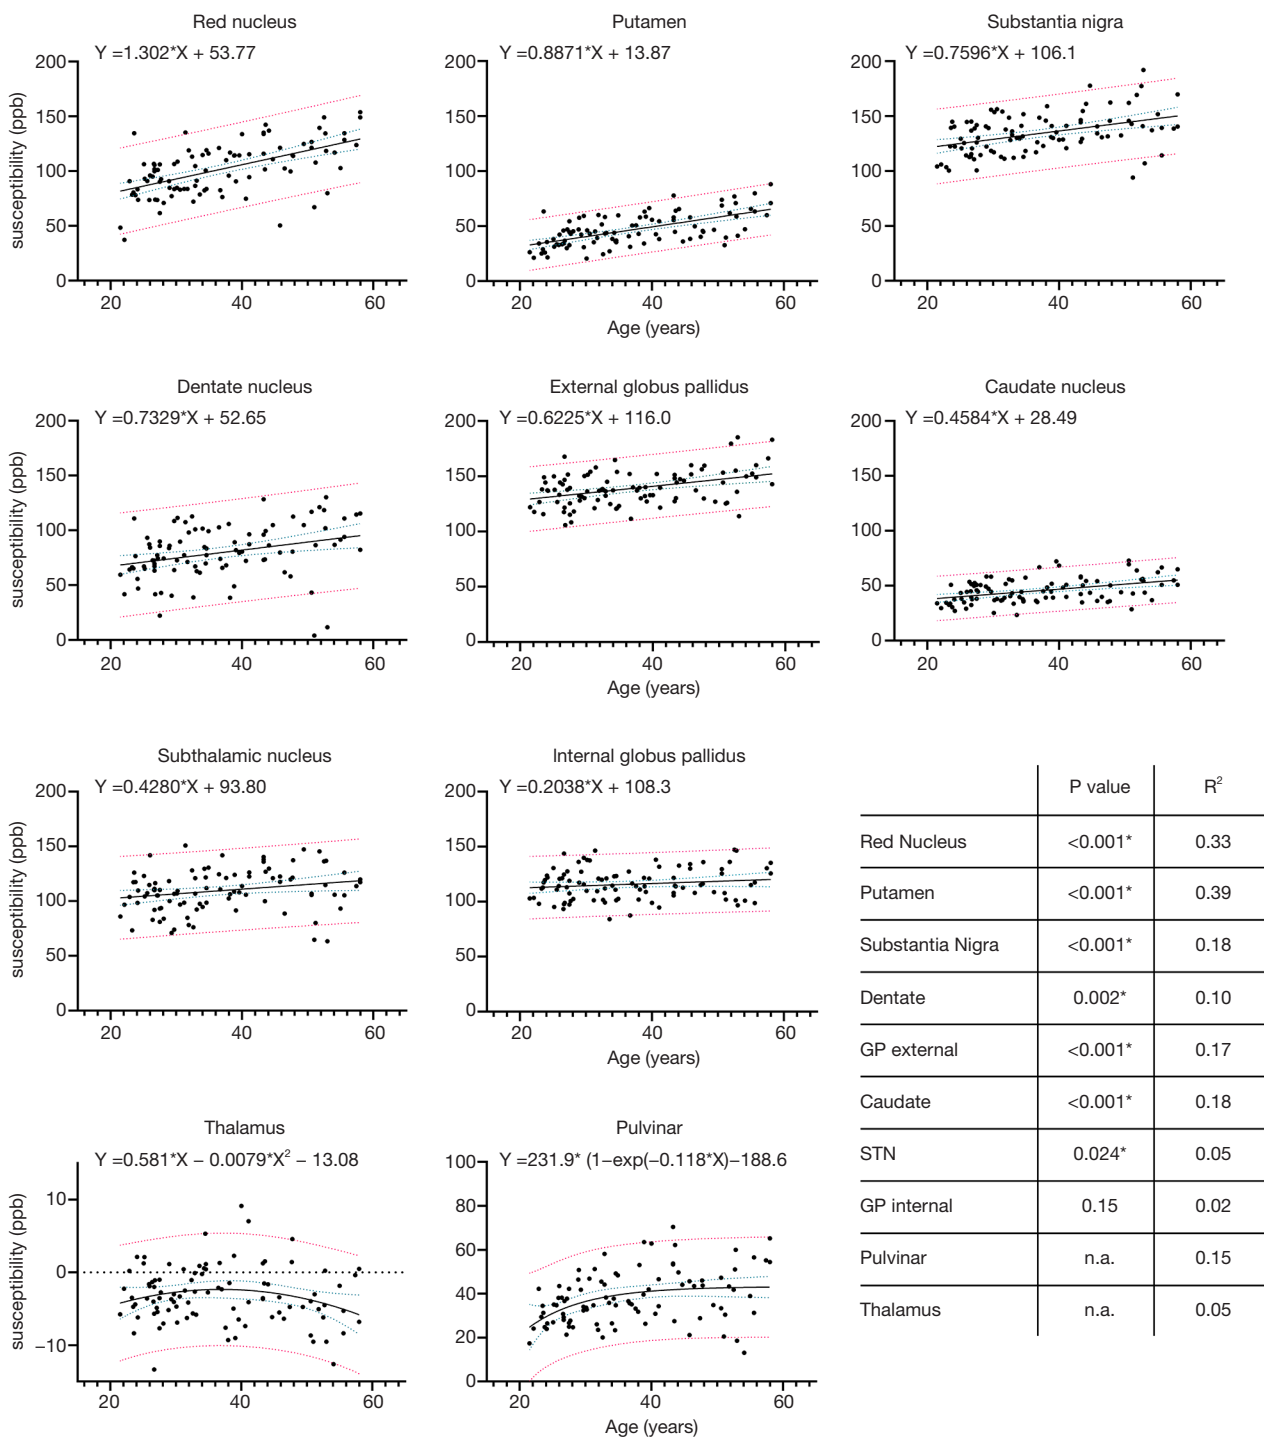 Red nucleus
Y =1.302*X + 53.77
susceptibility (ppb)
200
150
100
50
0
20 40 60
Putamen
Y =0.8871*X + 13.87
200
150
100
50
0
20 40 60
Age (years)
Substantia nigra
Y =0.7596*X + 106.1
200
150
100
50
0
20 40 60
Dentate nucleus
Y =0.7329*X + 52.65
susceptibility (ppb)
200
150
100
50
0
20 40 60
External globus pallidus
Y =0.6225*X + 116.0
200
150
100
50
0
20 40 60
Age (years)
Caudate nucleus
Y =0.4584*X + 28.49
200
150
100
50
0
20 40 60
Subthalamic nucleus
Y =0.4280*X + 93.80
susceptibility (ppb)
200
150
100
50
0
20 40 60
Internal globus pallidus
Y =0.2038*X + 108.3
200
150
100
50
0
20 40 60
Age (years)
P value R²
Red Nucleus <0.001* 0.33
Putamen <0.001* 0.39
Substantia Nigra <0.001* 0.18
Dentate 0.002* 0.10
GP external <0.001* 0.17
Caudate <0.001* 0.18
STN 0.024* 0.05
GP internal 0.15 0.02
Pulvinar n.a. 0.15
Thalamus n.a. 0.05
Thalamus
Y =0.581*X − 0.0079*X² − 13.08
susceptibility (ppb)
10
0
−10
20 40 60
Pulvinar
Y =231.9* (1−exp(−0.118*X)−188.6
100
80
60
40
20
0
20 40 60
Age (years)